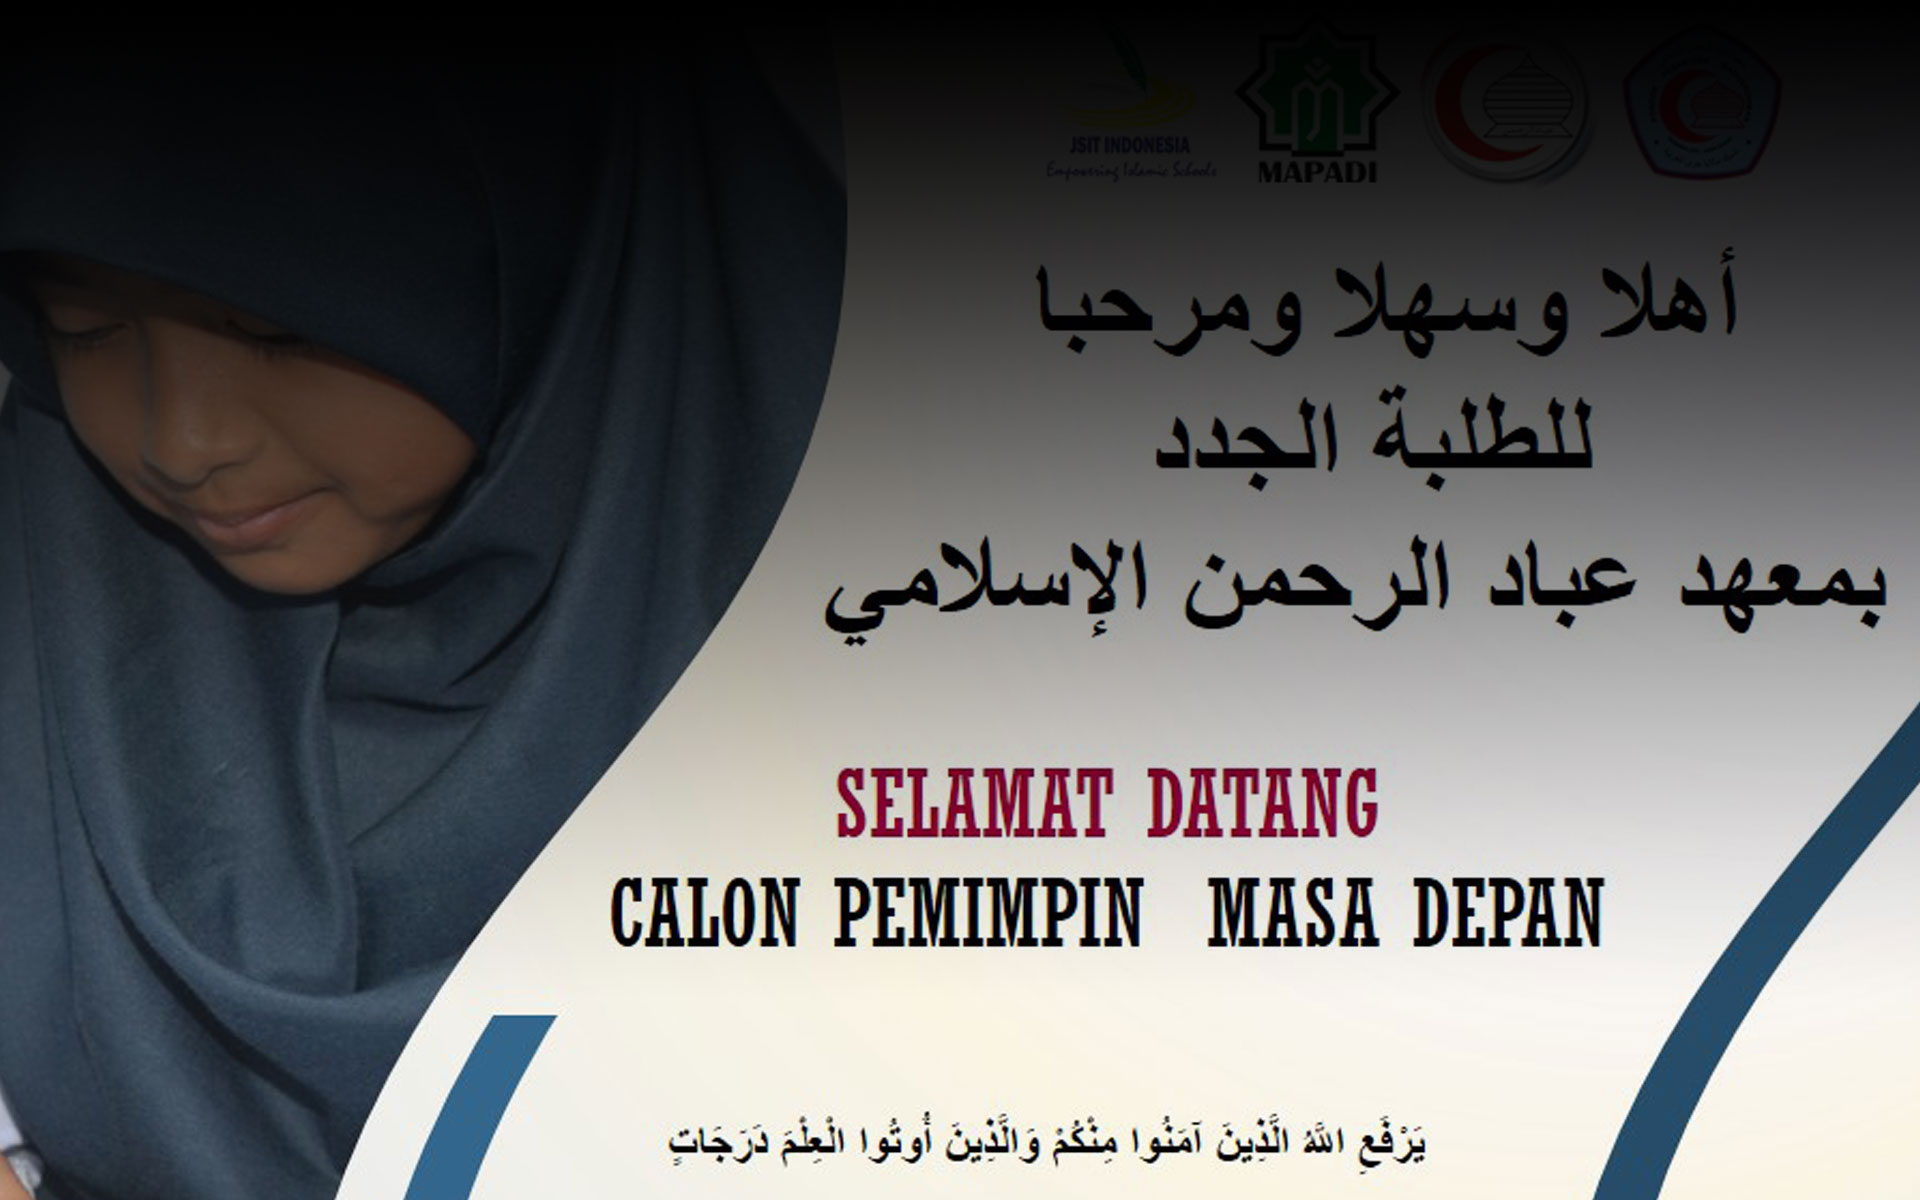 JSIT INDONESIA
Empowering Islamic Schools
MAPADI
أهلا وسهلا ومرحبا
للطلبة الجدد
بمعهد عباد الرحمن الإسلامي
SELAMAT DATANG
CALON PEMIMPIN MASA DEPAN
يَرْفَعِ اللَّهُ الَّذِينَ آمَنُوا مِنْكُمْ وَالَّذِينَ أُوتُوا الْعِلْمَ دَرَجَاتٍ